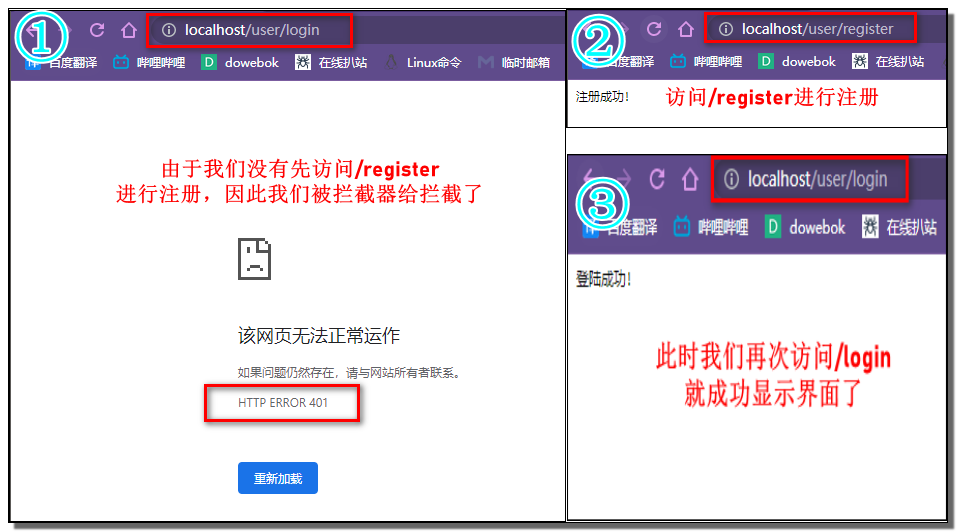 ①
localhost/user/login
百度翻译 哔哩哔哩 dowebok 在线扒站 Linux命令 临时邮箱
由于我们没有先访问/register
进行注册，因此我们被拦截器给拦截了
该网页无法正常运作
如果问题仍然存在，请与网站所有者联系。
HTTP ERROR 401
重新加载
②
localhost/user/register
百度翻译 哔哩哔哩 dowebok 在线扒站
注册成功！
访问/register进行注册
③
localhost/user/login
百度翻译 哔哩哔哩 dowebok 在线扒站
登陆成功！
此时我们再次访问/login
就成功显示界面了